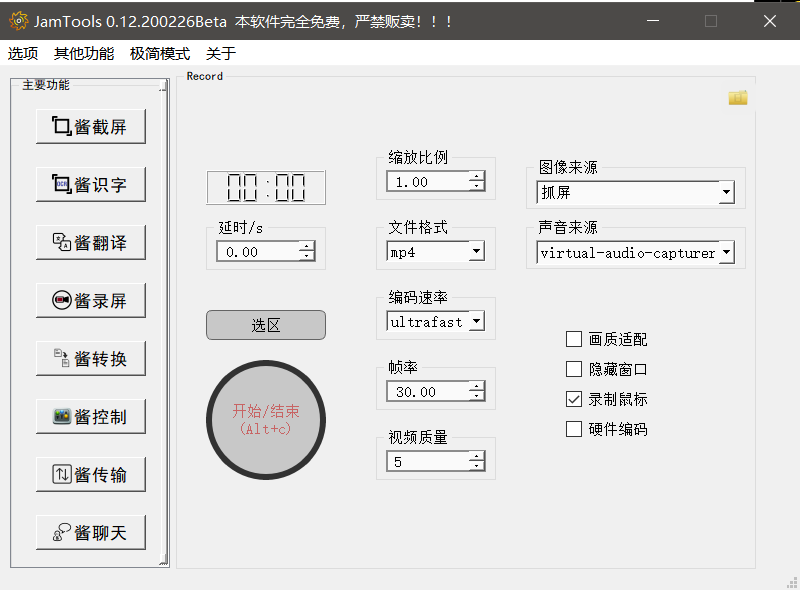 JamTools 0.12.200226Beta 本软件完全免费，严禁贩卖！！！
选项 其他功能 极简模式 关于
主要功能
酱截屏
OCR 酱识字
酱翻译
酱录屏
酱转换
酱控制
酱传输
酱聊天
Record
00:00
延时/s
0.00
选区
开始/结束
(Alt+c)
缩放比例
1.00
文件格式
mp4
编码速率
ultrafast
帧率
30.00
视频质量
5
图像来源
抓屏
声音来源
virtual-audio-capturer
画质适配
隐藏窗口
录制鼠标
硬件编码